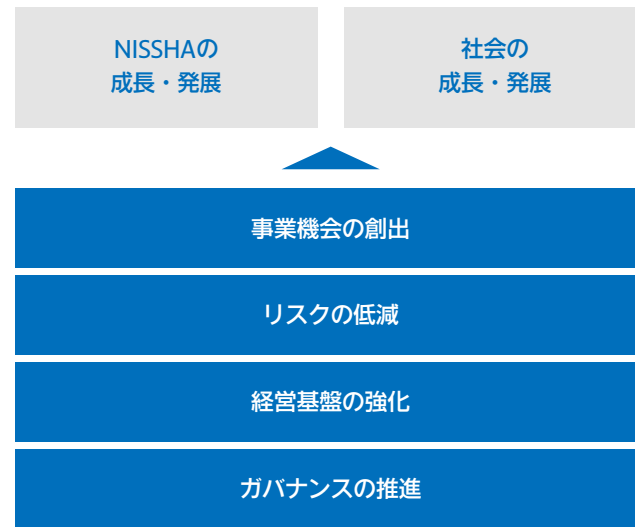 NISSHAの
成長・発展
社会の
成長・発展
事業機会の創出
リスクの低減
経営基盤の強化
ガバナンスの推進